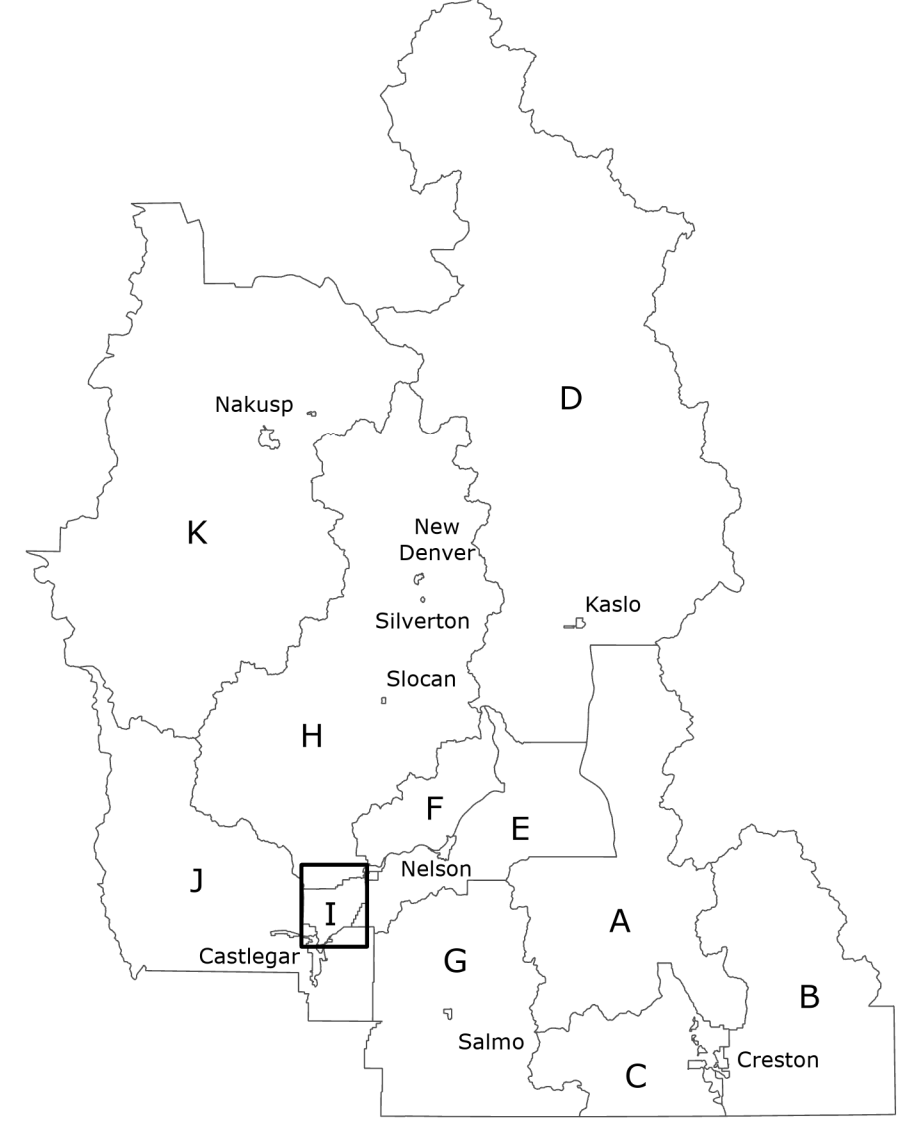 D
Nakusp
K
New
Denver
Kaslo
Silverton
Slocan
H
F
E
Nelson
J
I
A
Castlegar
G
B
Salmo
Creston
C